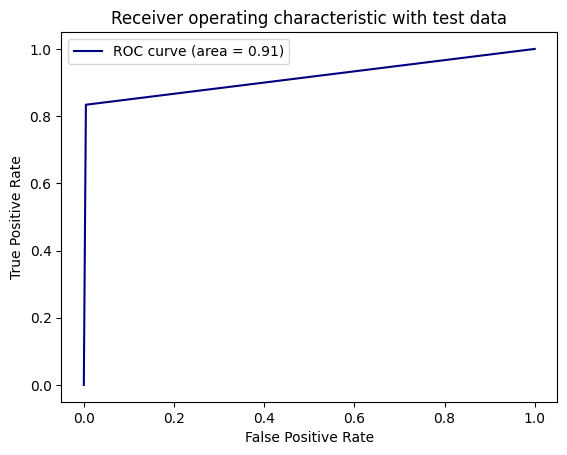 Receiver operating characteristic with test data
ROC curve (area = 0.91)
1.0
0.8
0.6
0.4
0.2
0.0
True Positive Rate
0.0 0.2 0.4 0.6 0.8 1.0
False Positive Rate